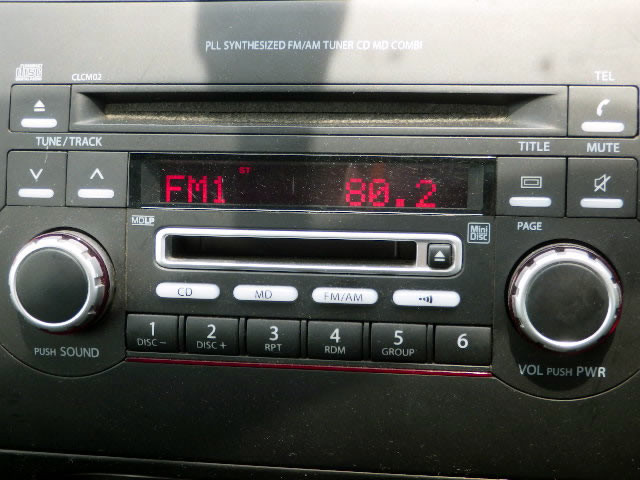 PLL SYNTHESIZED FM/AM TUNER CD MD COMBI
CLCM02
TEL
TUNE/TRACK
TITLE MUTE
FM1 ST 80.2
MDLP
Mini Disc
PAGE
CD MD FM/AM
1 2 3 4 5 6
DISC - DISC + RPT RDM GROUP
PUSH SOUND
VOL PUSH PWR